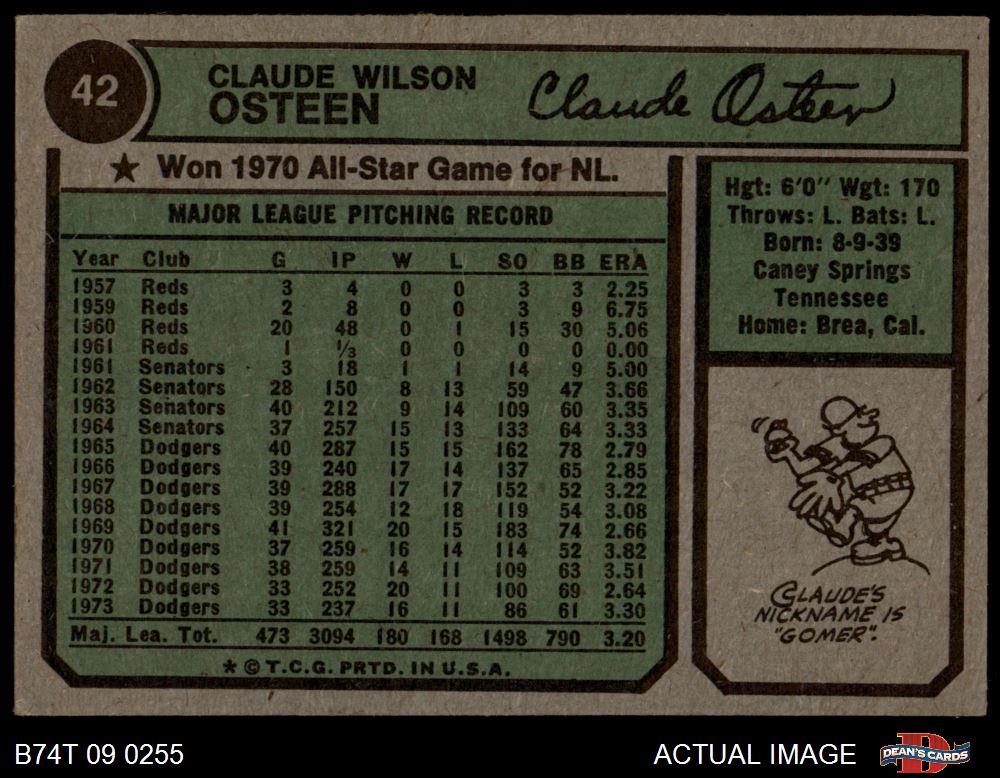 42
CLAUDE WILSON
OSTEEN
Claude Osteen
★ Won 1970 All-Star Game for NL.
MAJOR LEAGUE PITCHING RECORD
Year Club G IP W L SO BB ERA
1957 Reds 3 4 0 0 3 3 2.25
1959 Reds 2 8 0 0 3 9 6.75
1960 Reds 20 48 0 1 15 30 5.06
1961 Reds 1 ⅓ 0 0 0 0 0.00
1961 Senators 3 18 1 1 14 9 5.00
1962 Senators 28 150 8 13 59 47 3.66
1963 Senators 40 212 9 14 109 60 3.35
1964 Senators 37 257 15 13 133 64 3.33
1965 Dodgers 40 287 15 15 162 78 2.79
1966 Dodgers 39 240 17 14 137 65 2.85
1967 Dodgers 39 288 17 17 152 52 3.22
1968 Dodgers 39 254 12 18 119 54 3.08
1969 Dodgers 41 321 20 15 183 74 2.66
1970 Dodgers 37 259 16 14 114 52 3.82
1971 Dodgers 38 259 14 11 109 63 3.51
1972 Dodgers 33 252 20 11 100 69 2.64
1973 Dodgers 33 237 16 11 86 61 3.30
Maj. Lea. Tot. 473 3094 180 168 1498 790 3.20
★ © T.C.G. PRTD. IN U.S.A.
Hgt: 6'0" Wgt: 170
Throws: L. Bats: L.
Born: 8-9-39
Caney Springs
Tennessee
Home: Brea, Cal.
CLAUDE'S
NICKNAME IS
"GOMER".
B74T 09 0255
ACTUAL IMAGE
DEAN'S CARDS